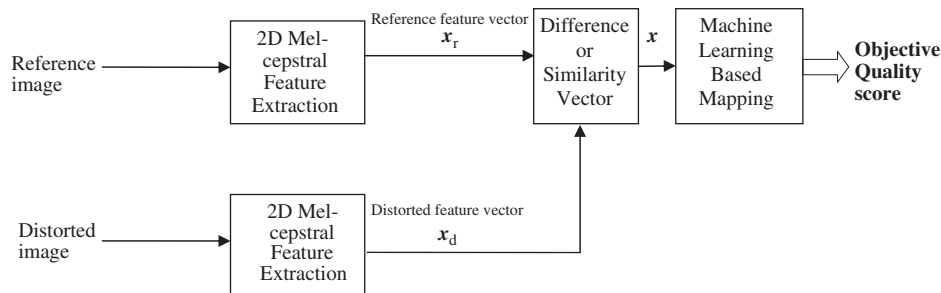 Reference
image
2D Mel-
cepstral
Feature
Extraction
Reference feature vector
x_r
Difference
or
Similarity
Vector
x
Machine
Learning
Based
Mapping
Objective
Quality
score
Distorted
image
2D Mel-
cepstral
Feature
Extraction
Distorted feature vector
x_d